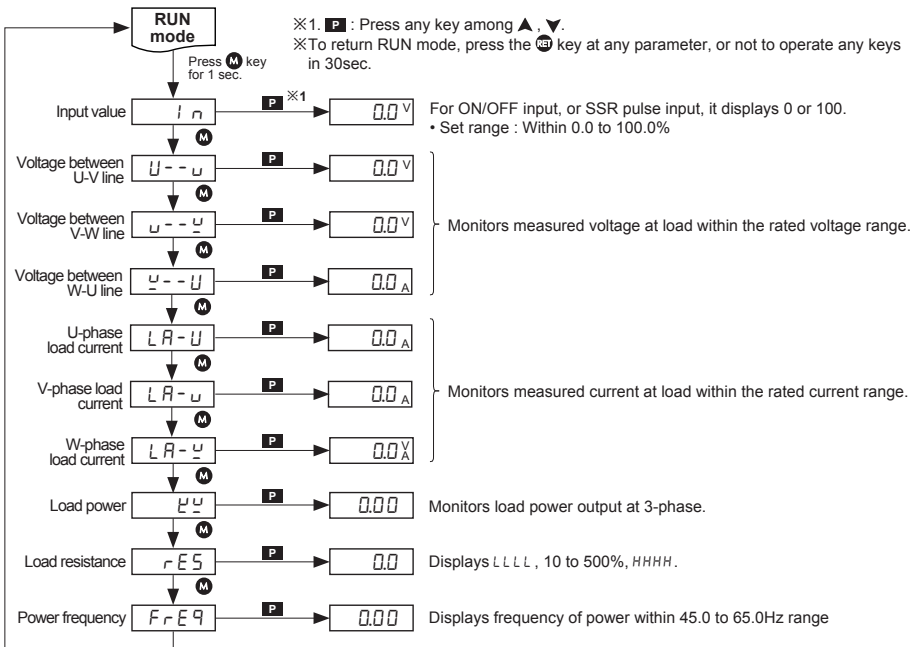 RUN
mode
※1. P : Press any key among ▲, ▼.
※To return RUN mode, press the RET key at any parameter, or not to operate any keys
in 30sec.
Press M key
for 1 sec.
Input value
In
P ※1
0.0 V
For ON/OFF input, or SSR pulse input, it displays 0 or 100.
• Set range : Within 0.0 to 100.0%
M
Voltage between
U-V line
U--v
P
0.0 V
M
Voltage between
V-W line
v--W
P
0.0 V
Monitors measured voltage at load within the rated voltage range.
M
Voltage between
W-U line
W--U
P
0.0 A
M
U-phase
load current
LA-U
P
0.0 A
M
V-phase load
current
LA-v
P
0.0 A
Monitors measured current at load within the rated current range.
M
W-phase
load current
LA-W
P
0.0 V A
M
Load power
KW
P
0.00
Monitors load power output at 3-phase.
M
Load resistance
rES
P
0.0
Displays LLLL, 10 to 500%, HHHH.
M
Power frequency
FrEq
P
0.00
Displays frequency of power within 45.0 to 65.0Hz range